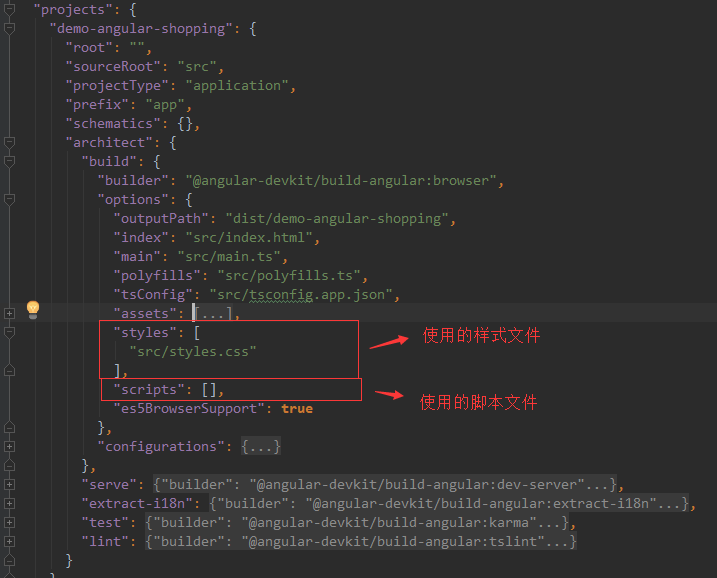 "projects": {
"demo-angular-shopping": {
"root": "",
"sourceRoot": "src",
"projectType": "application",
"prefix": "app",
"schematics": {},
"architect": {
"build": {
"builder": "@angular-devkit/build-angular:browser",
"options": {
"outputPath": "dist/demo-angular-shopping",
"index": "src/index.html",
"main": "src/main.ts",
"polyfills": "src/polyfills.ts",
"tsConfig": "src/tsconfig.app.json",
"assets": [...],
"styles": [
使用的样式文件
"src/styles.css"
],
"scripts": [],
使用的脚本文件
"es5BrowserSupport": true
},
"configurations": {...}
},
"serve": {"builder": "@angular-devkit/build-angular:dev-server"...},
"extract-i18n": {"builder": "@angular-devkit/build-angular:extract-i18n"...},
"test": {"builder": "@angular-devkit/build-angular:karma"...},
"lint": {"builder": "@angular-devkit/build-angular:tslint"...}
}